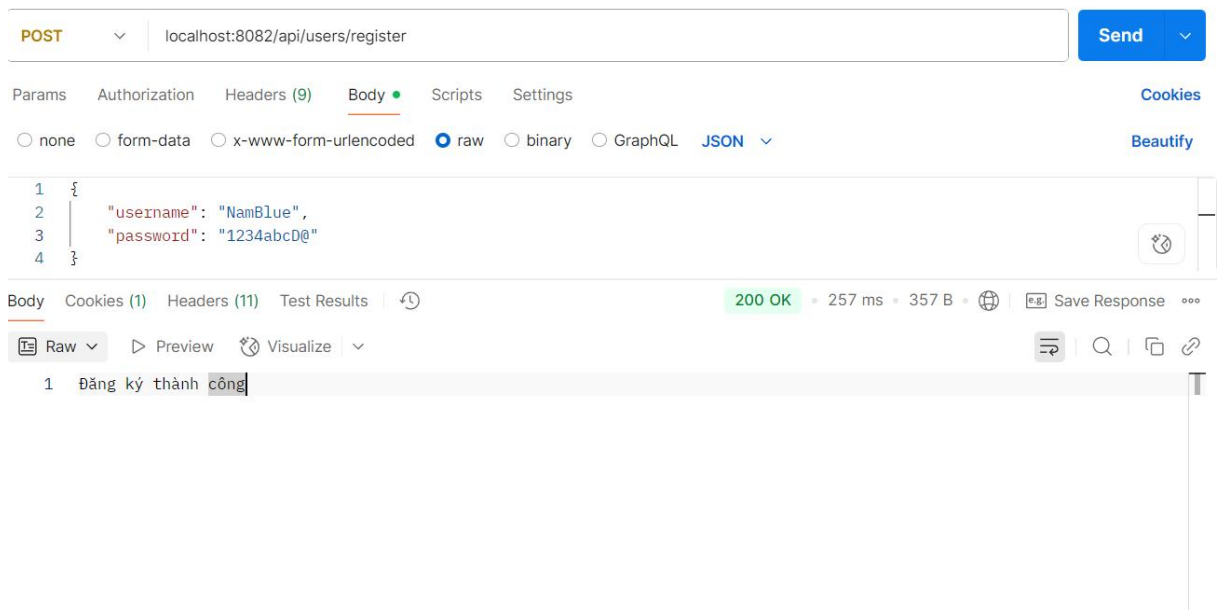 POST localhost:8082/api/users/register Send
Params Authorization Headers (9) Body Scripts Settings Cookies
none form-data x-www-form-urlencoded raw binary GraphQL JSON Beautify
1 {
2 "username": "NamBlue",
3 "password": "1234abcD@"
4 }
Body Cookies (1) Headers (11) Test Results 200 OK 257 ms 357 B e.g. Save Response
Raw Preview Visualize
1 Đăng ký thành công